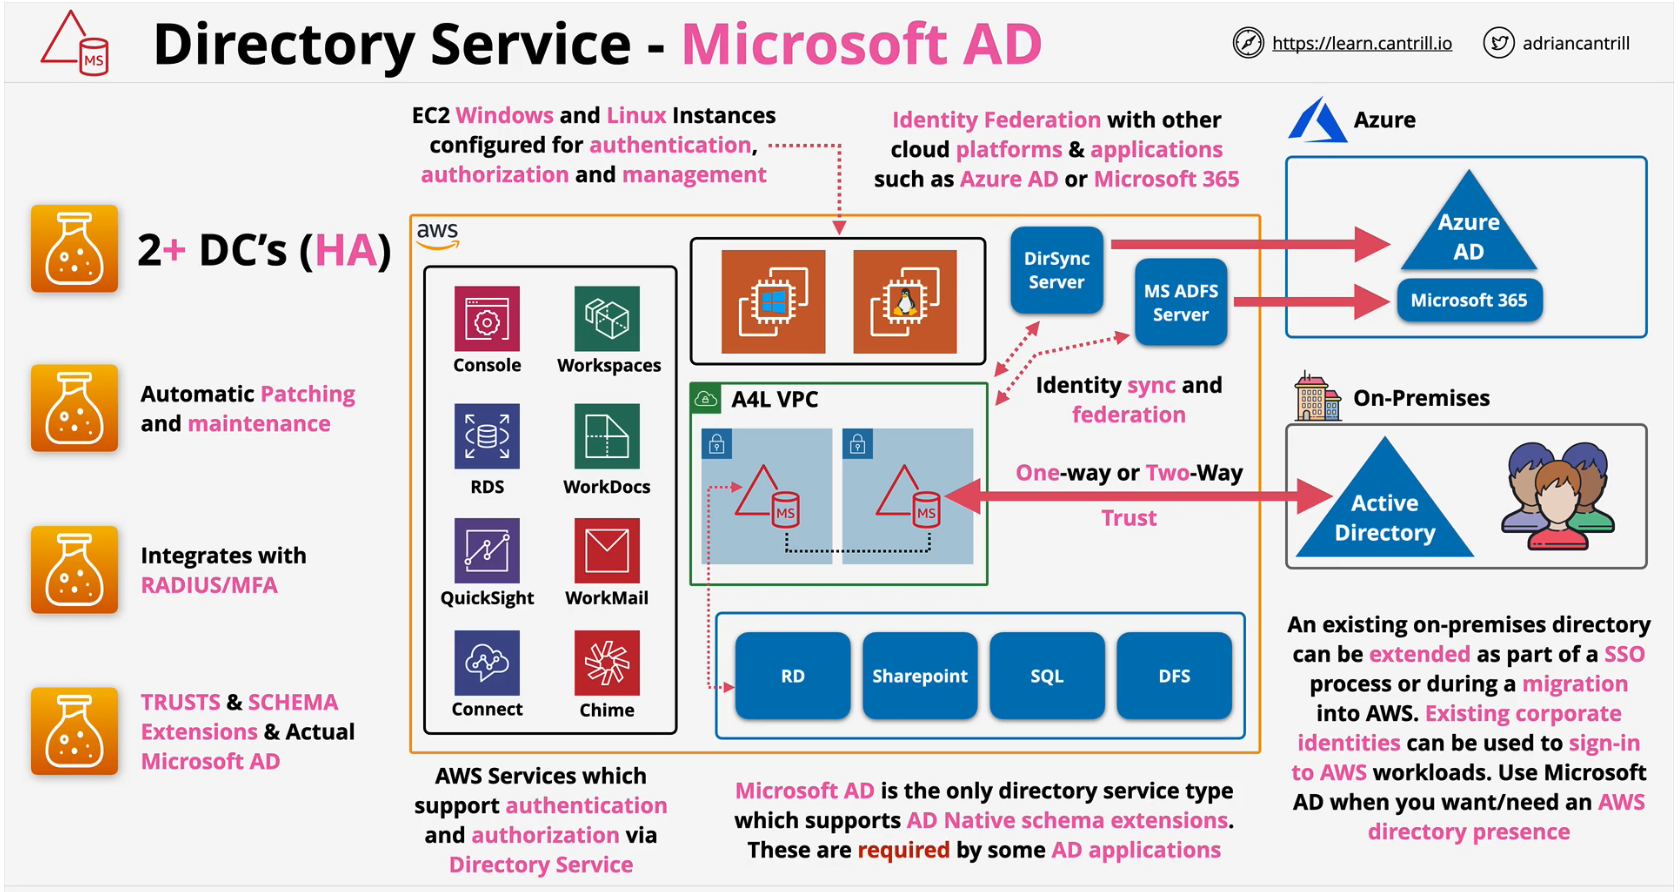 Directory Service - Microsoft AD
https://learn.cantrill.io
adriancantrill
MS
2+ DC's (HA)
Automatic Patching
and maintenance
Integrates with
RADIUS/MFA
TRUSTS & SCHEMA
Extensions & Actual
Microsoft AD
EC2 Windows and Linux Instances
configured for authentication,
authorization and management
Identity Federation with other
cloud platforms & applications
such as Azure AD or Microsoft 365
aws
Console
Workspaces
RDS
WorkDocs
QuickSight
WorkMail
Connect
Chime
DirSync
Server
MS ADFS
Server
A4L VPC
MS
MS
Identity sync and
federation
One-way or Two-Way
Trust
RD
Sharepoint
SQL
DFS
Azure
Azure
AD
Microsoft 365
On-Premises
Active
Directory
AWS Services which
support authentication
and authorization via
Directory Service
Microsoft AD is the only directory service type
which supports AD Native schema extensions.
These are required by some AD applications
An existing on-premises directory
can be extended as part of a SSO
process or during a migration
into AWS. Existing corporate
identities can be used to sign-in
to AWS workloads. Use Microsoft
AD when you want/need an AWS
directory presence